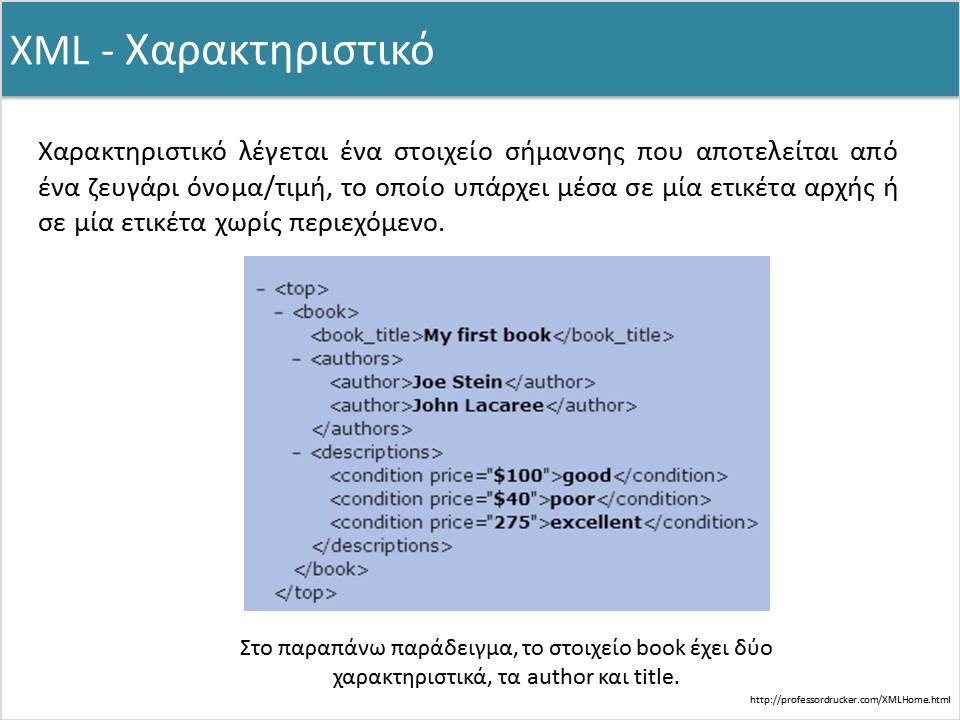 XML - Χαρακτηριστικό
Χαρακτηριστικό λέγεται ένα στοιχείο σήμανσης που αποτελείται από
ένα ζευγάρι όνομα/τιμή, το οποίο υπάρχει μέσα σε μία ετικέτα αρχής ή
σε μία ετικέτα χωρίς περιεχόμενο.
– <top>
– <book>
<book_title>My first book</book_title>
– <authors>
<author>Joe Stein</author>
<author>John Lacaree</author>
</authors>
– <descriptions>
<condition price="$100">good</condition>
<condition price="$40">poor</condition>
<condition price="275">excellent</condition>
</descriptions>
</book>
</top>
Στο παραπάνω παράδειγμα, το στοιχείο book έχει δύο
χαρακτηριστικά, τα author και title.
http://professordrucker.com/XMLHome.html